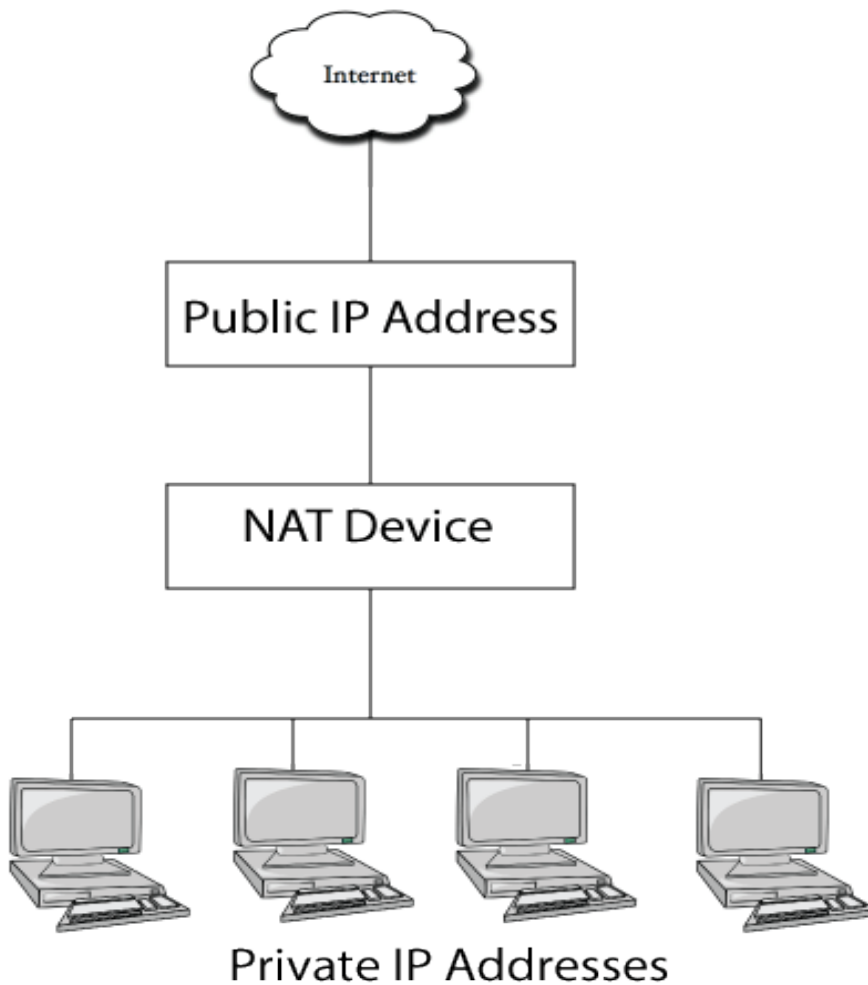 Internet
Public IP Address
NAT Device
Private IP Addresses